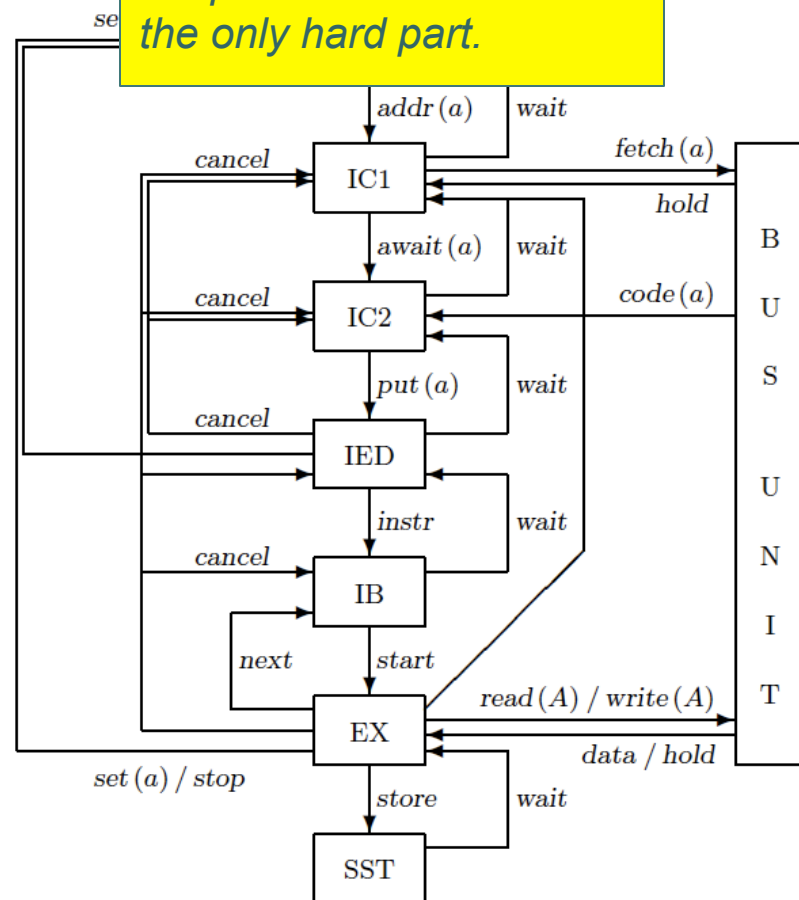 the only hard part.
se
addr(a)
wait
cancel
IC1
fetch(a)
hold
await(a)
wait
cancel
IC2
code(a)
put(a)
wait
cancel
IED
instr
wait
cancel
IB
next
start
read(A) / write(A)
EX
data / hold
set(a) / stop
store
wait
SST
B
U
S
U
N
I
T